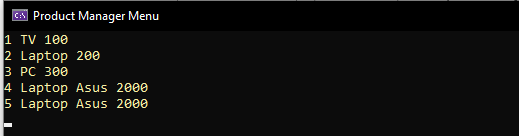 C:\ Product Manager Menu
1 TV 100
2 Laptop 200
3 PC 300
4 Laptop Asus 2000
5 Laptop Asus 2000